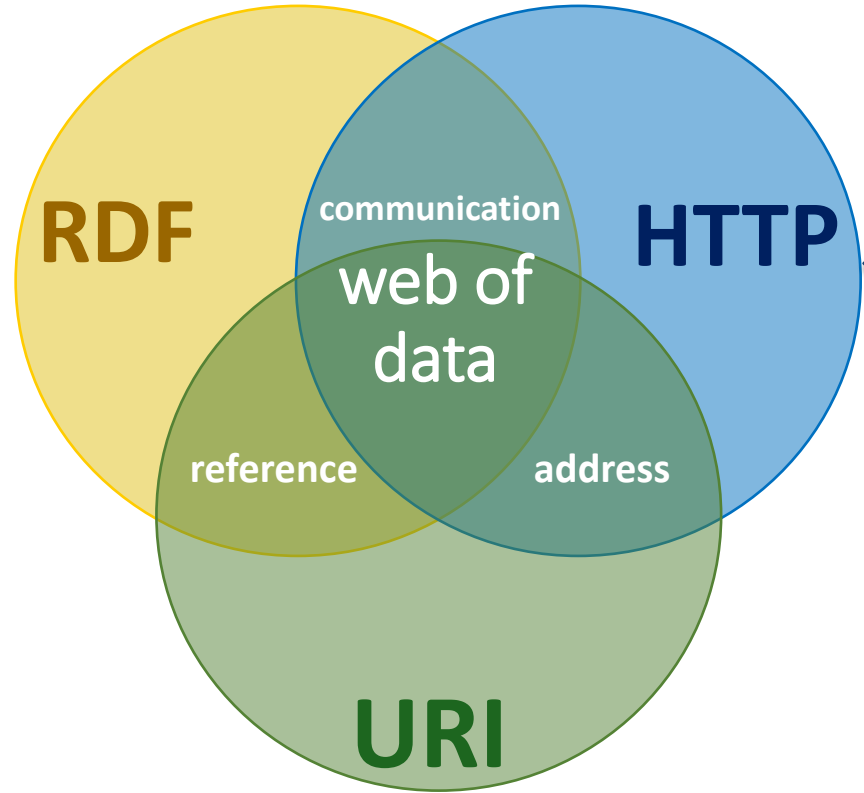 communication
RDF
HTTP
web of
data
reference
address
URI